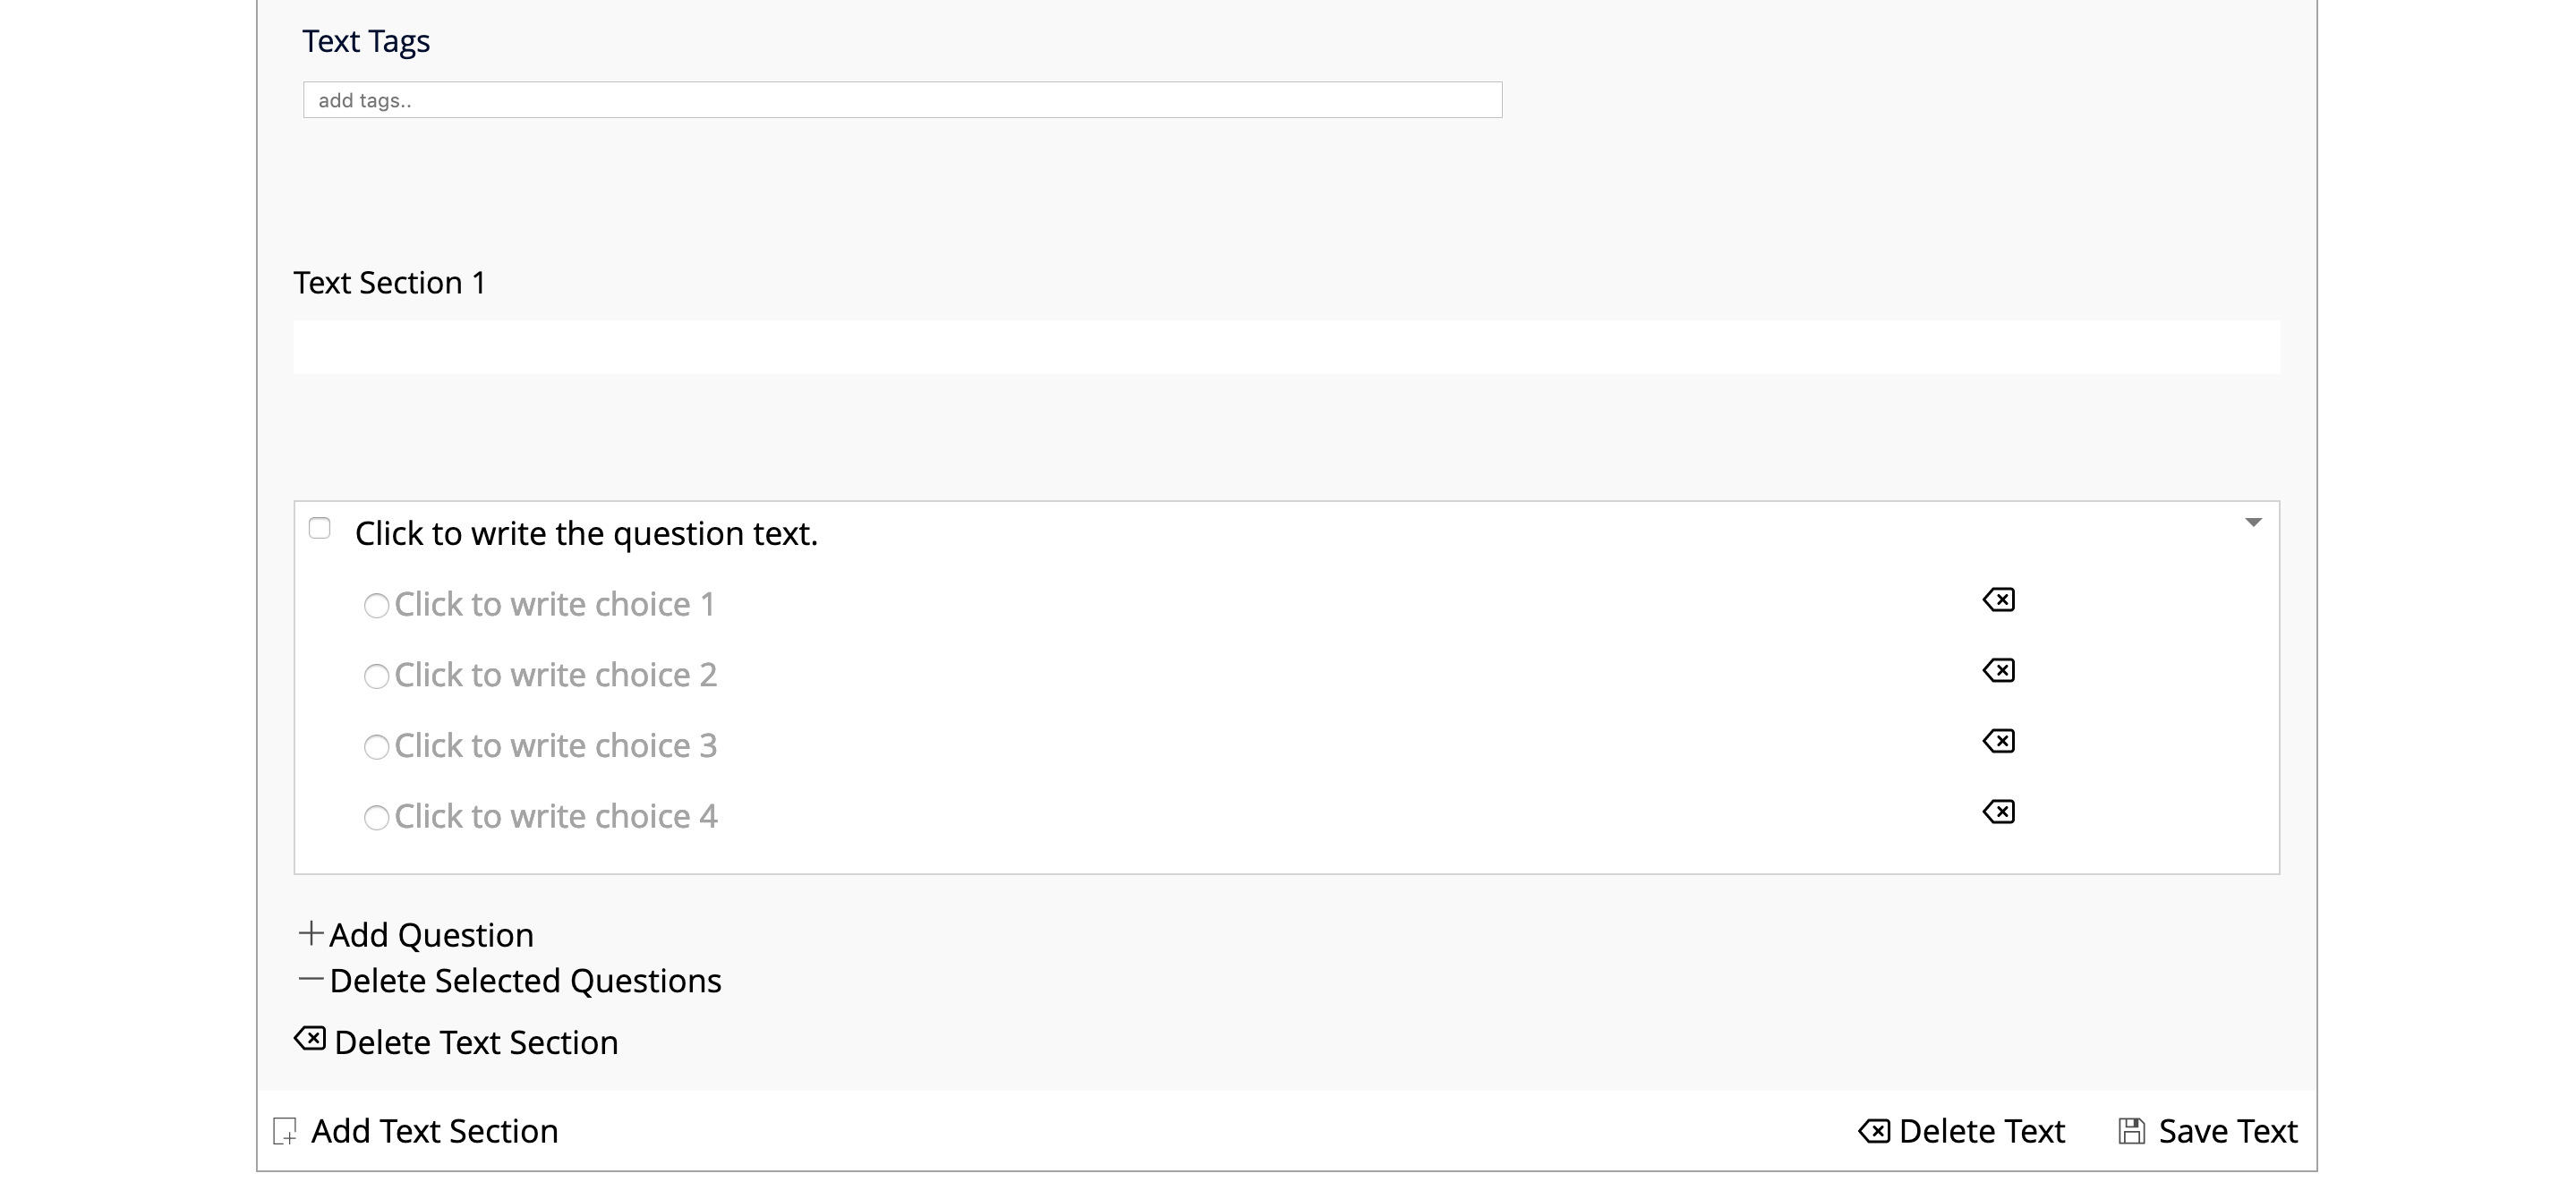 Text Tags
add tags..
Text Section 1
Click to write the question text.
Click to write choice 1
Click to write choice 2
Click to write choice 3
Click to write choice 4
Add Question
Delete Selected Questions
Delete Text Section
Add Text Section
Delete Text
Save Text